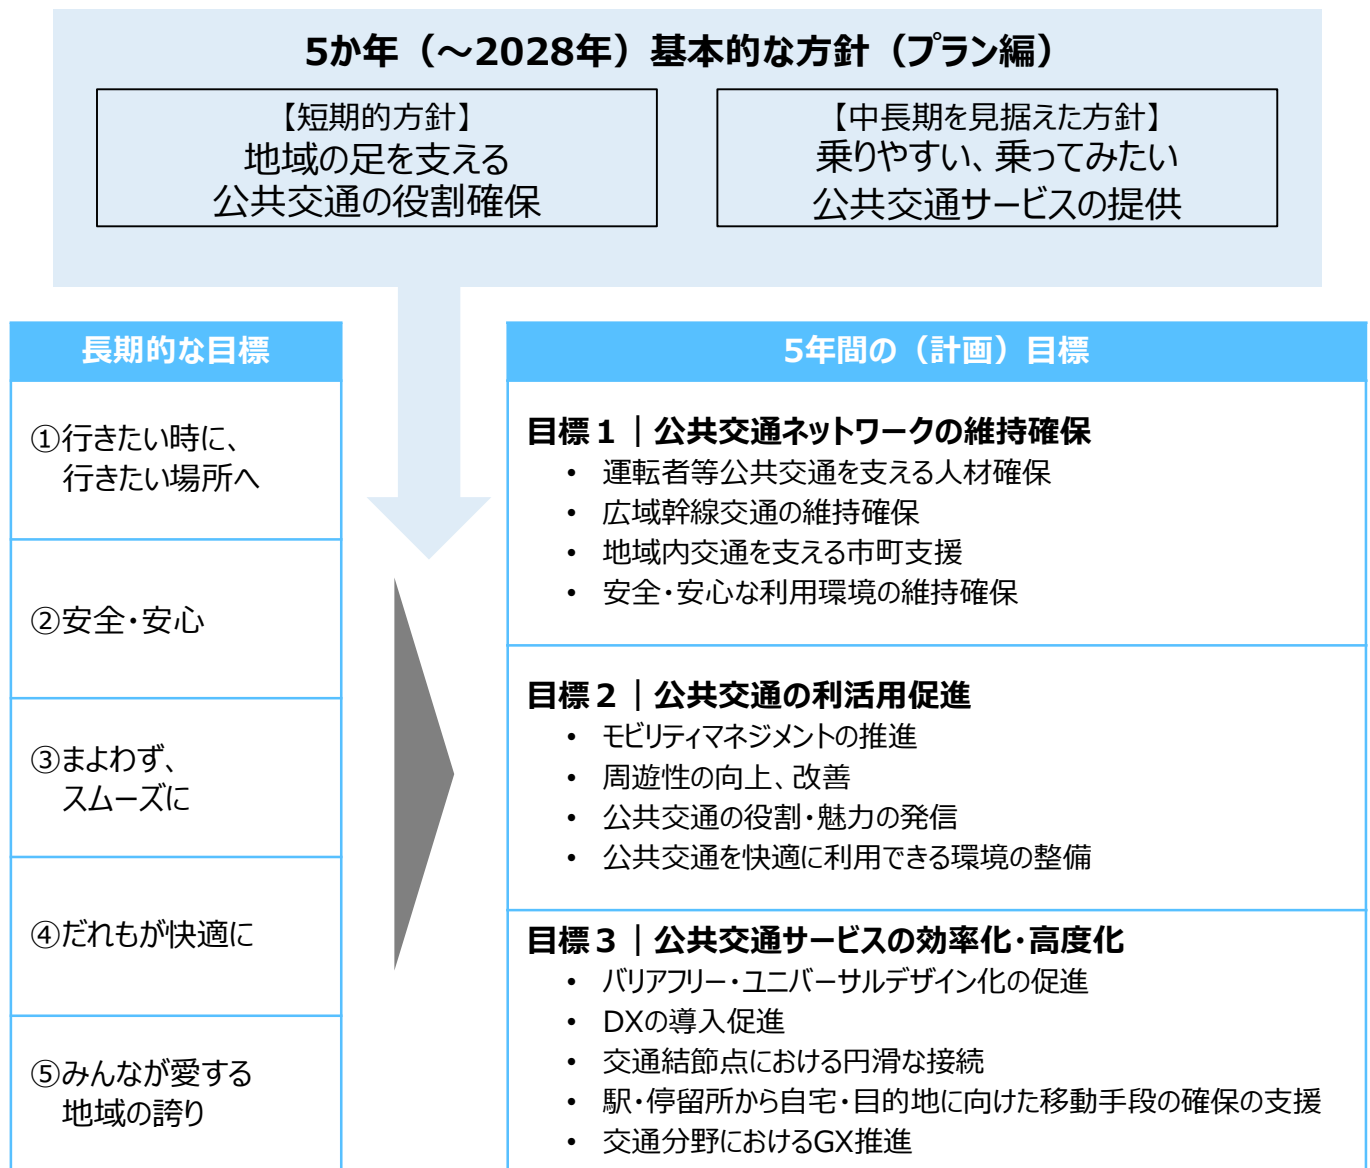 5か年（～2028年）基本的な方針（プラン編）
【短期的方針】
地域の足を支える
公共交通の役割確保
【中長期を見据えた方針】
乗りやすい、乗ってみたい
公共交通サービスの提供
長期的な目標
①行きたい時に、
行きたい場所へ
②安全・安心
③まよわず、
スムーズに
④だれもが快適に
⑤みんなが愛する
地域の誇り
5年間の（計画）目標
目標１｜公共交通ネットワークの維持確保
• 運転者等公共交通を支える人材確保
• 広域幹線交通の維持確保
• 地域内交通を支える市町支援
• 安全・安心な利用環境の維持確保
目標２｜公共交通の利活用促進
• モビリティマネジメントの推進
• 周遊性の向上、改善
• 公共交通の役割・魅力の発信
• 公共交通を快適に利用できる環境の整備
目標３｜公共交通サービスの効率化・高度化
• バリアフリー・ユニバーサルデザイン化の促進
• DXの導入促進
• 交通結節点における円滑な接続
• 駅・停留所から自宅・目的地に向けた移動手段の確保の支援
• 交通分野におけるGX推進